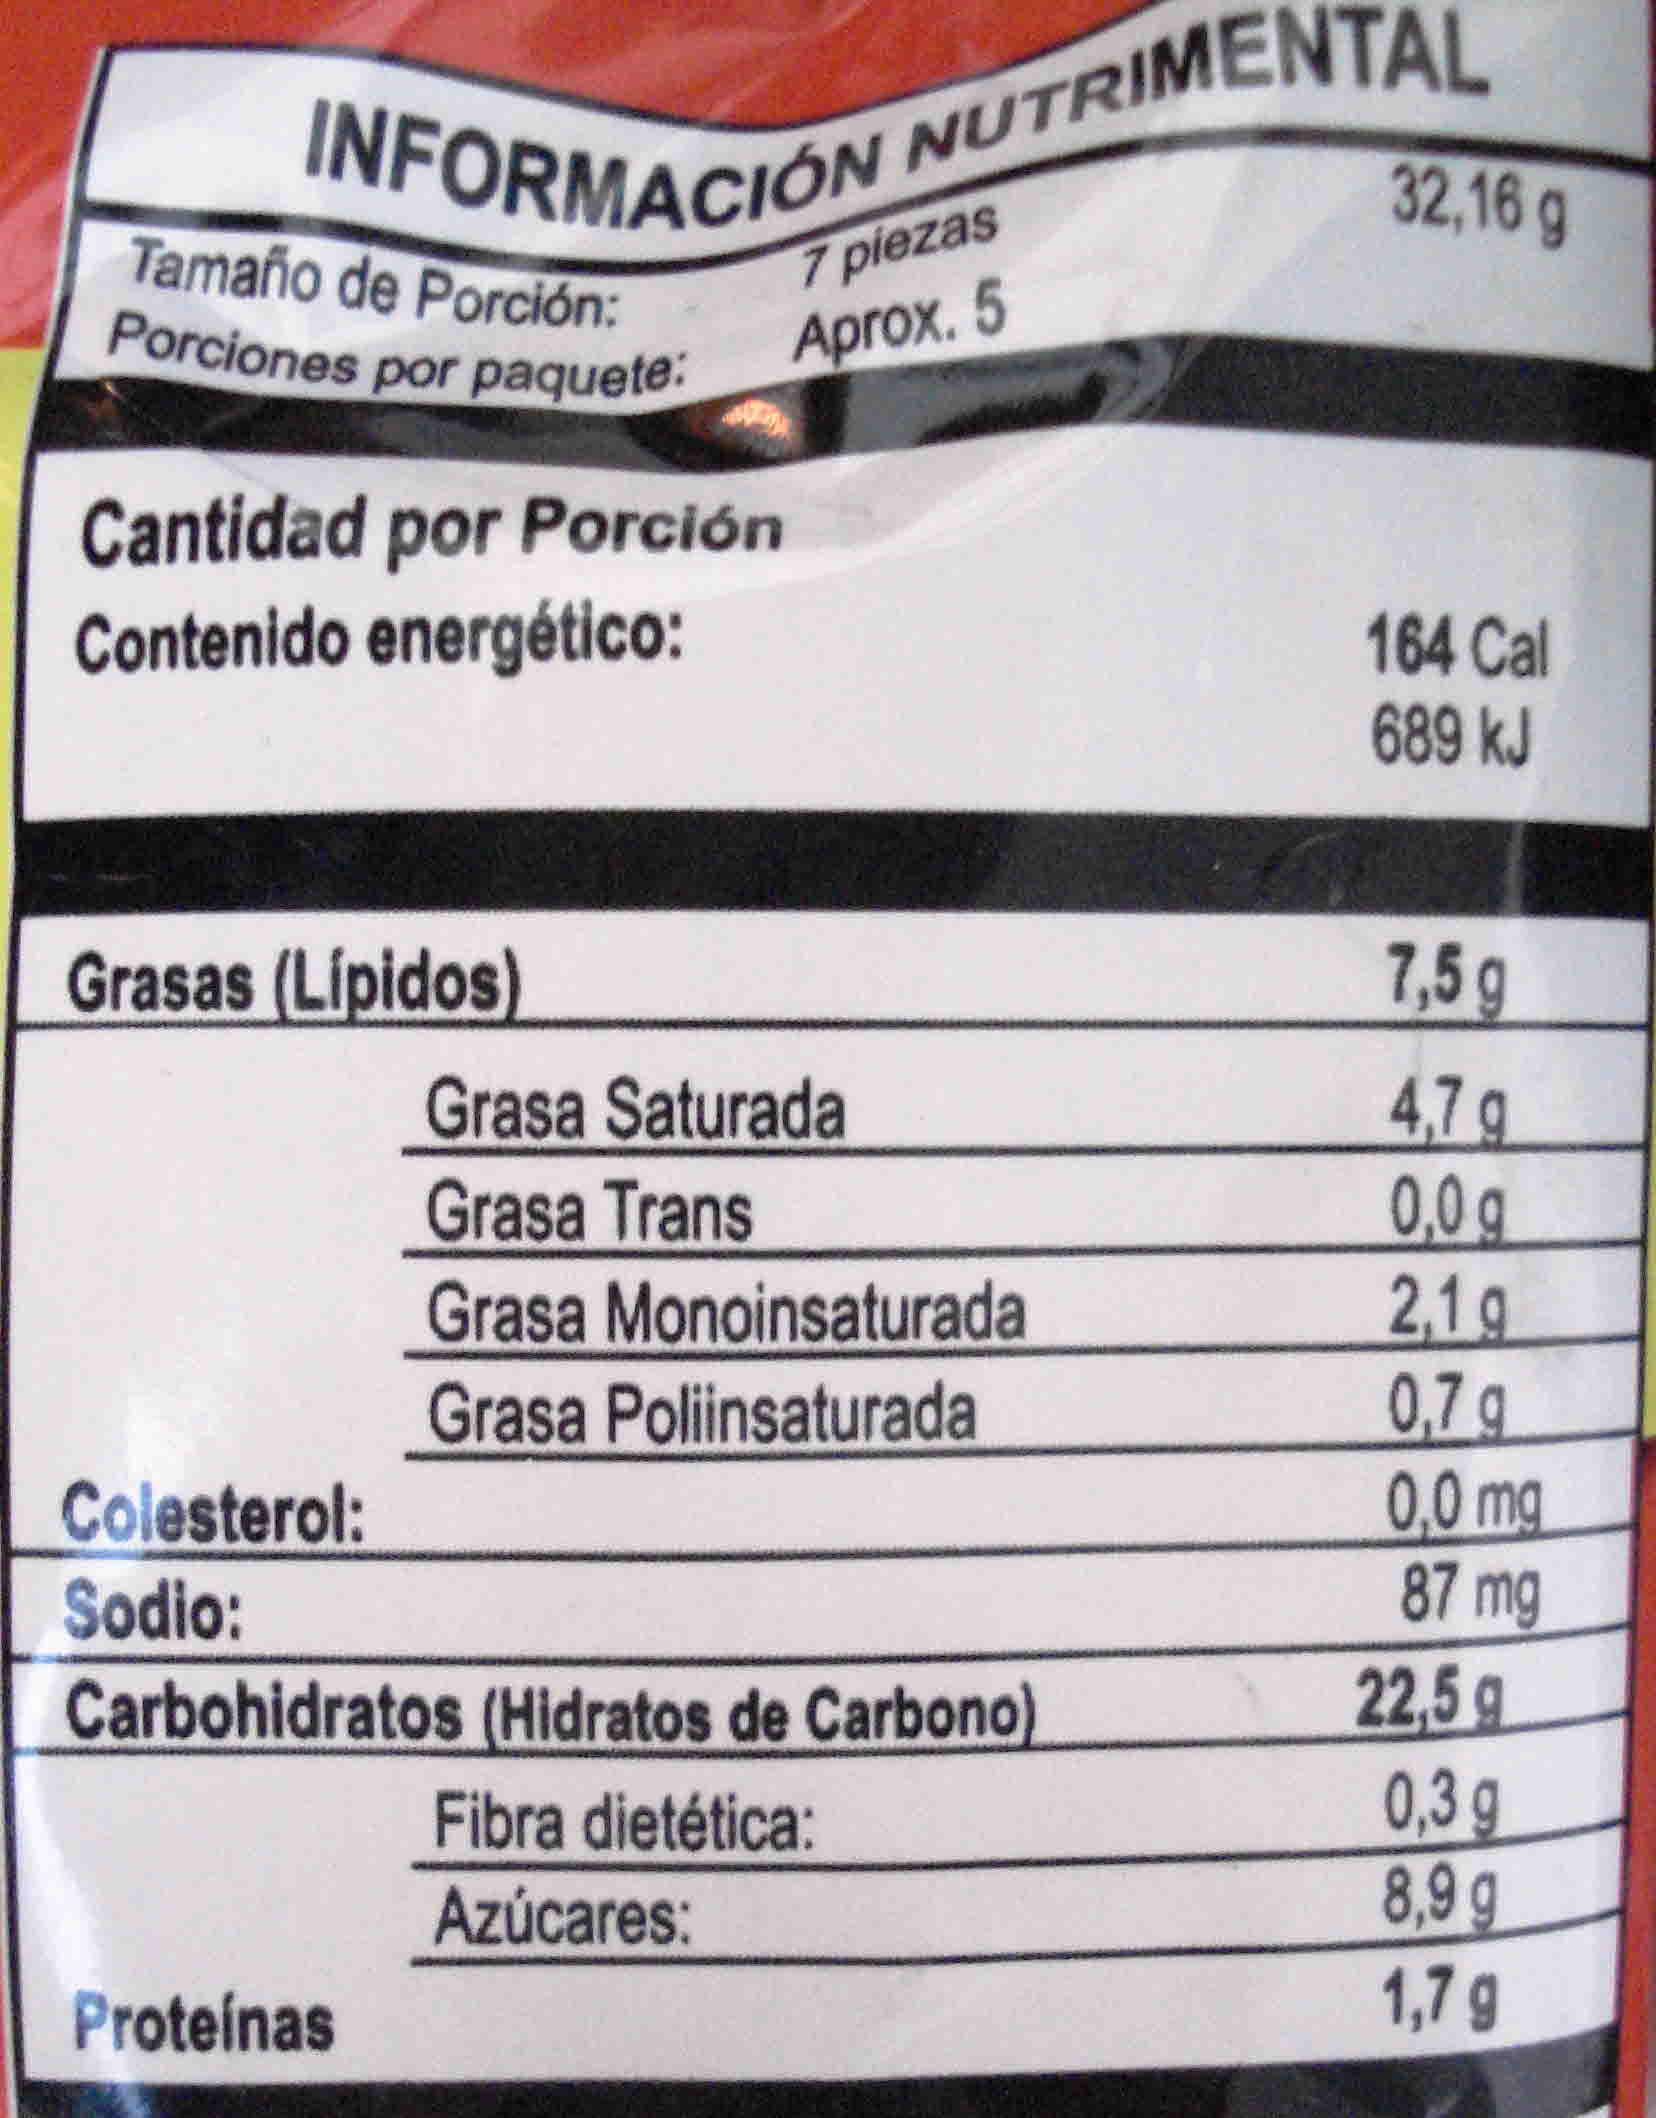 INFORMACIÓN NUTRIMENTAL
Tamaño de Porción: 7 piezas 32,16 g
Porciones por paquete: Aprox. 5
Cantidad por Porción
Contenido energético: 164 Cal
689 kJ
Grasas (Lípidos) 7,5 g
Grasa Saturada 4,7 g
Grasa Trans 0,0 g
Grasa Monoinsaturada 2,1 g
Grasa Poliinsaturada 0,7 g
Colesterol: 0,0 mg
Sodio: 87 mg
Carbohidratos (Hidratos de Carbono) 22,5 g
Fibra dietética: 0,3 g
Azúcares: 8,9 g
Proteínas 1,7 g